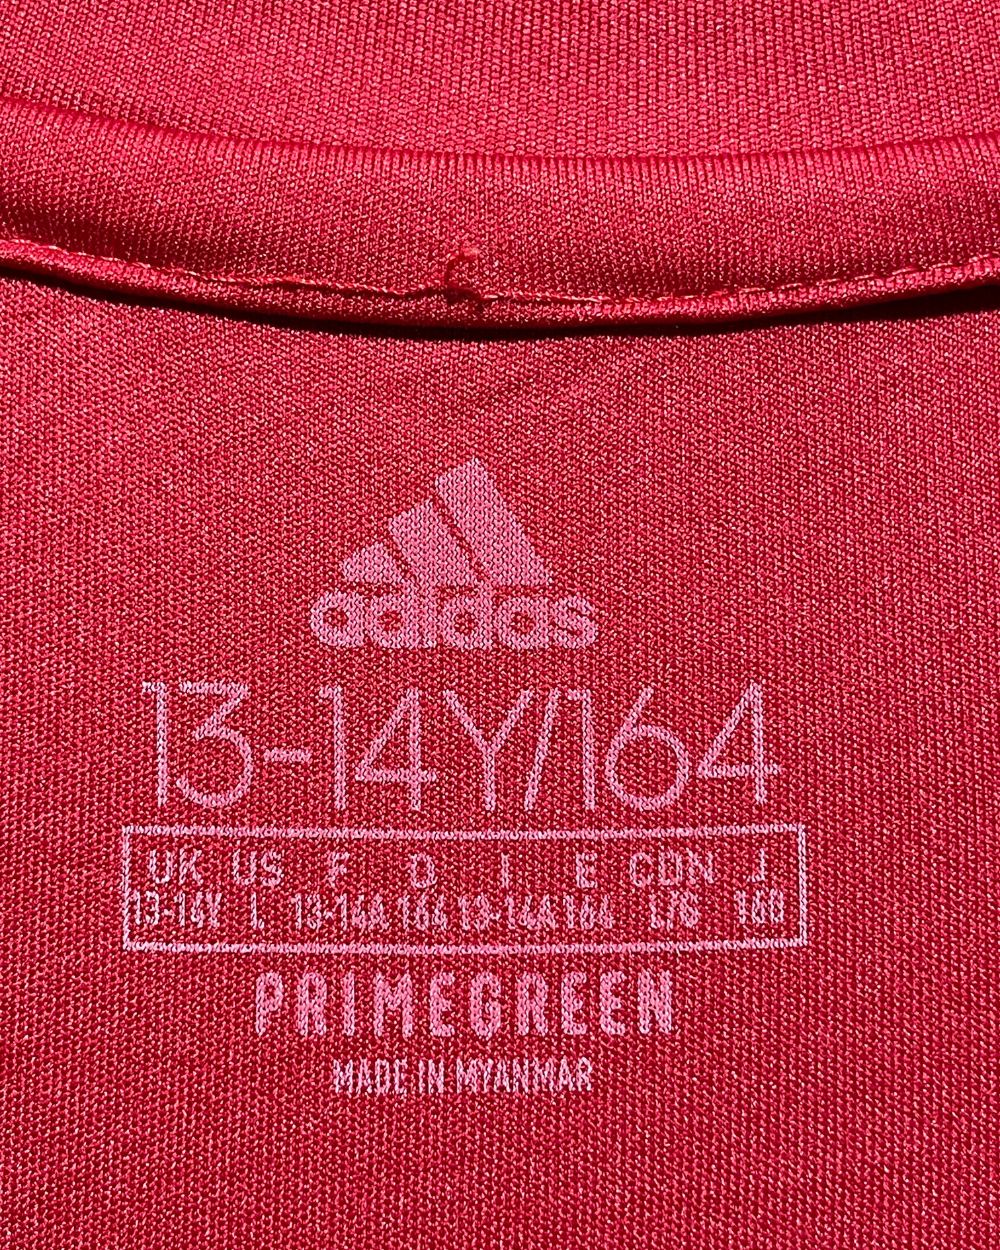 adidas
13-14Y/164
UK US F D I E CDN J
13-14Y L 13-14A 164 13-14A 164 L/G 160
PRIMEGREEN
MADE IN MYANMAR